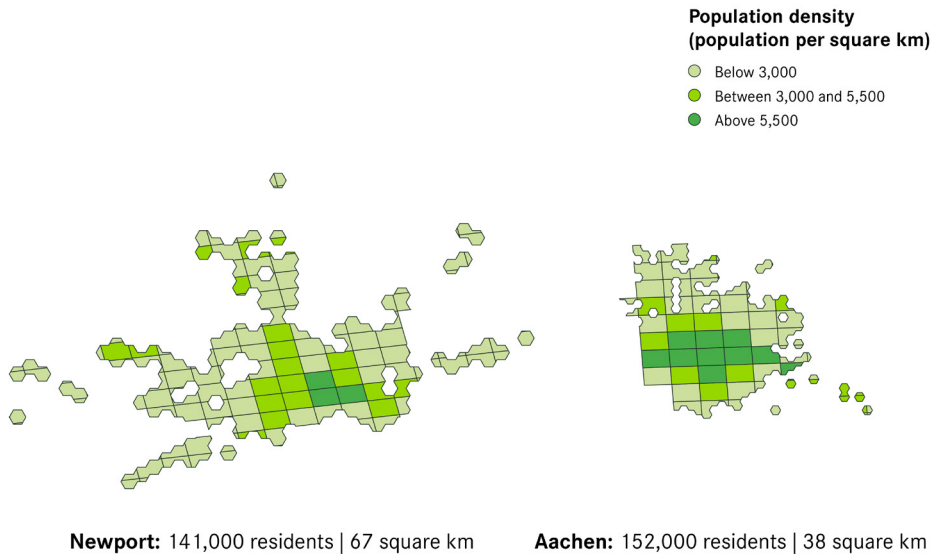 Population density
(population per square km)
Below 3,000
Between 3,000 and 5,500
Above 5,500
Newport: 141,000 residents | 67 square km
Aachen: 152,000 residents | 38 square km